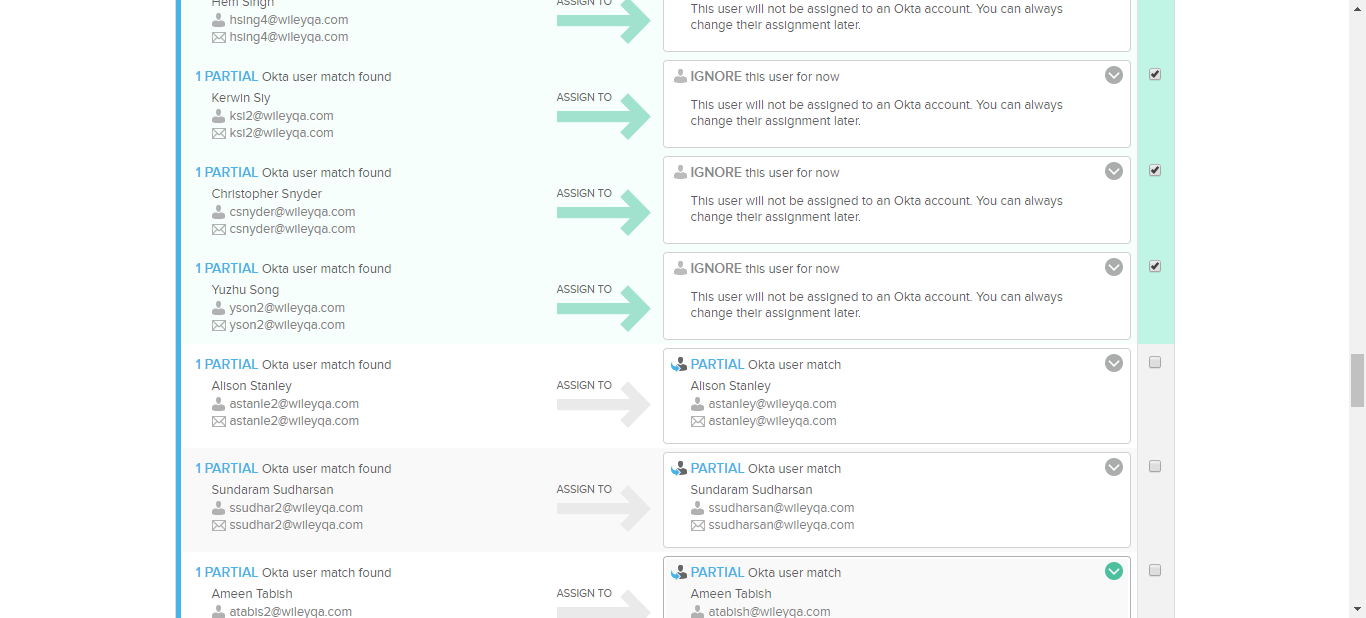 Hem Singh
hsing4@wileyqa.com
hsing4@wileyqa.com
ASSIGN TO
This user will not be assigned to an Okta account. You can always
change their assignment later.
1 PARTIAL Okta user match found
Kerwin Siy
ksi2@wileyqa.com
ksi2@wileyqa.com
ASSIGN TO
IGNORE this user for now
This user will not be assigned to an Okta account. You can always
change their assignment later.
1 PARTIAL Okta user match found
Christopher Snyder
csnyder@wileyqa.com
csnyder@wileyqa.com
ASSIGN TO
IGNORE this user for now
This user will not be assigned to an Okta account. You can always
change their assignment later.
1 PARTIAL Okta user match found
Yuzhu Song
yson2@wileyqa.com
yson2@wileyqa.com
ASSIGN TO
IGNORE this user for now
This user will not be assigned to an Okta account. You can always
change their assignment later.
1 PARTIAL Okta user match found
Alison Stanley
astanle2@wileyqa.com
astanle2@wileyqa.com
ASSIGN TO
PARTIAL Okta user match
Alison Stanley
astanley@wileyqa.com
astanley@wileyqa.com
1 PARTIAL Okta user match found
Sundaram Sudharsan
ssudhar2@wileyqa.com
ssudhar2@wileyqa.com
ASSIGN TO
PARTIAL Okta user match
Sundaram Sudharsan
ssudharsan@wileyqa.com
ssudharsan@wileyqa.com
1 PARTIAL Okta user match found
Ameen Tabish
atabis2@wileyqa.com
ASSIGN TO
PARTIAL Okta user match
Ameen Tabish
atabish@wileyqa.com